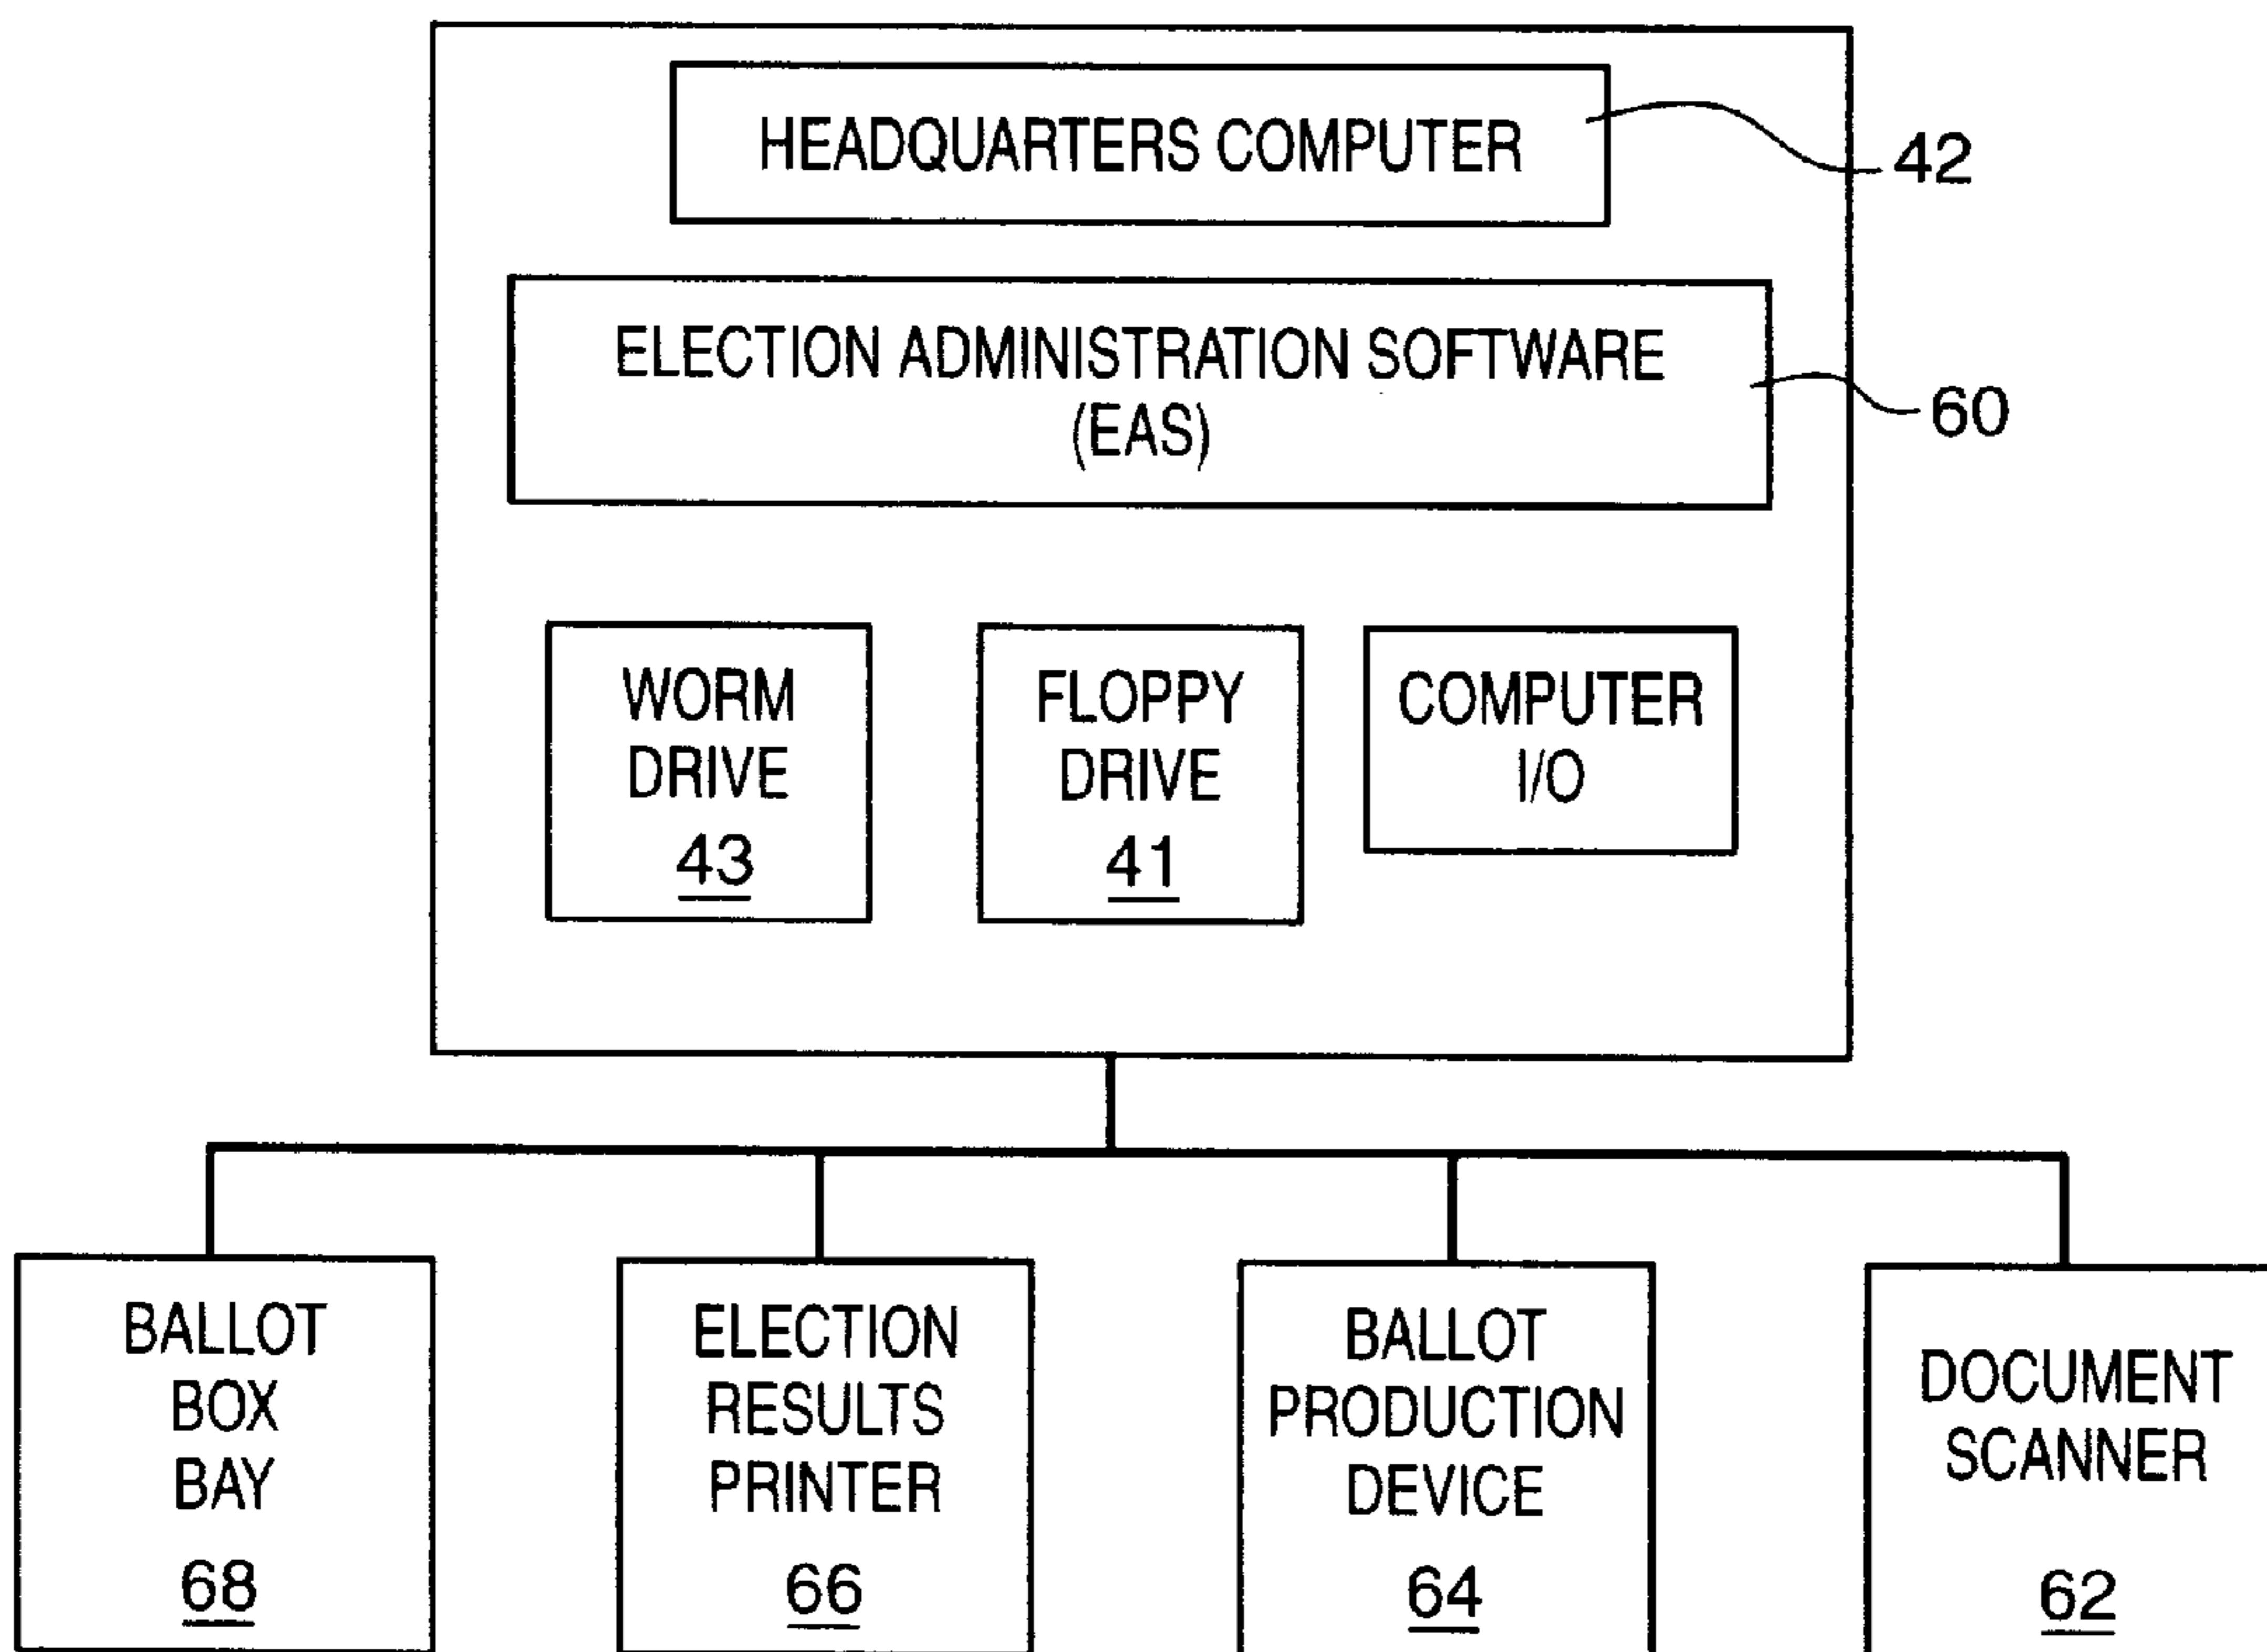 HEADQUARTERS COMPUTER
42
ELECTION ADMINISTRATION SOFTWARE
(EAS)
60
WORM
DRIVE
43
FLOPPY
DRIVE
41
COMPUTER
I/O
BALLOT
BOX
BAY
68
ELECTION
RESULTS
PRINTER
66
BALLOT
PRODUCTION
DEVICE
64
DOCUMENT
SCANNER
62